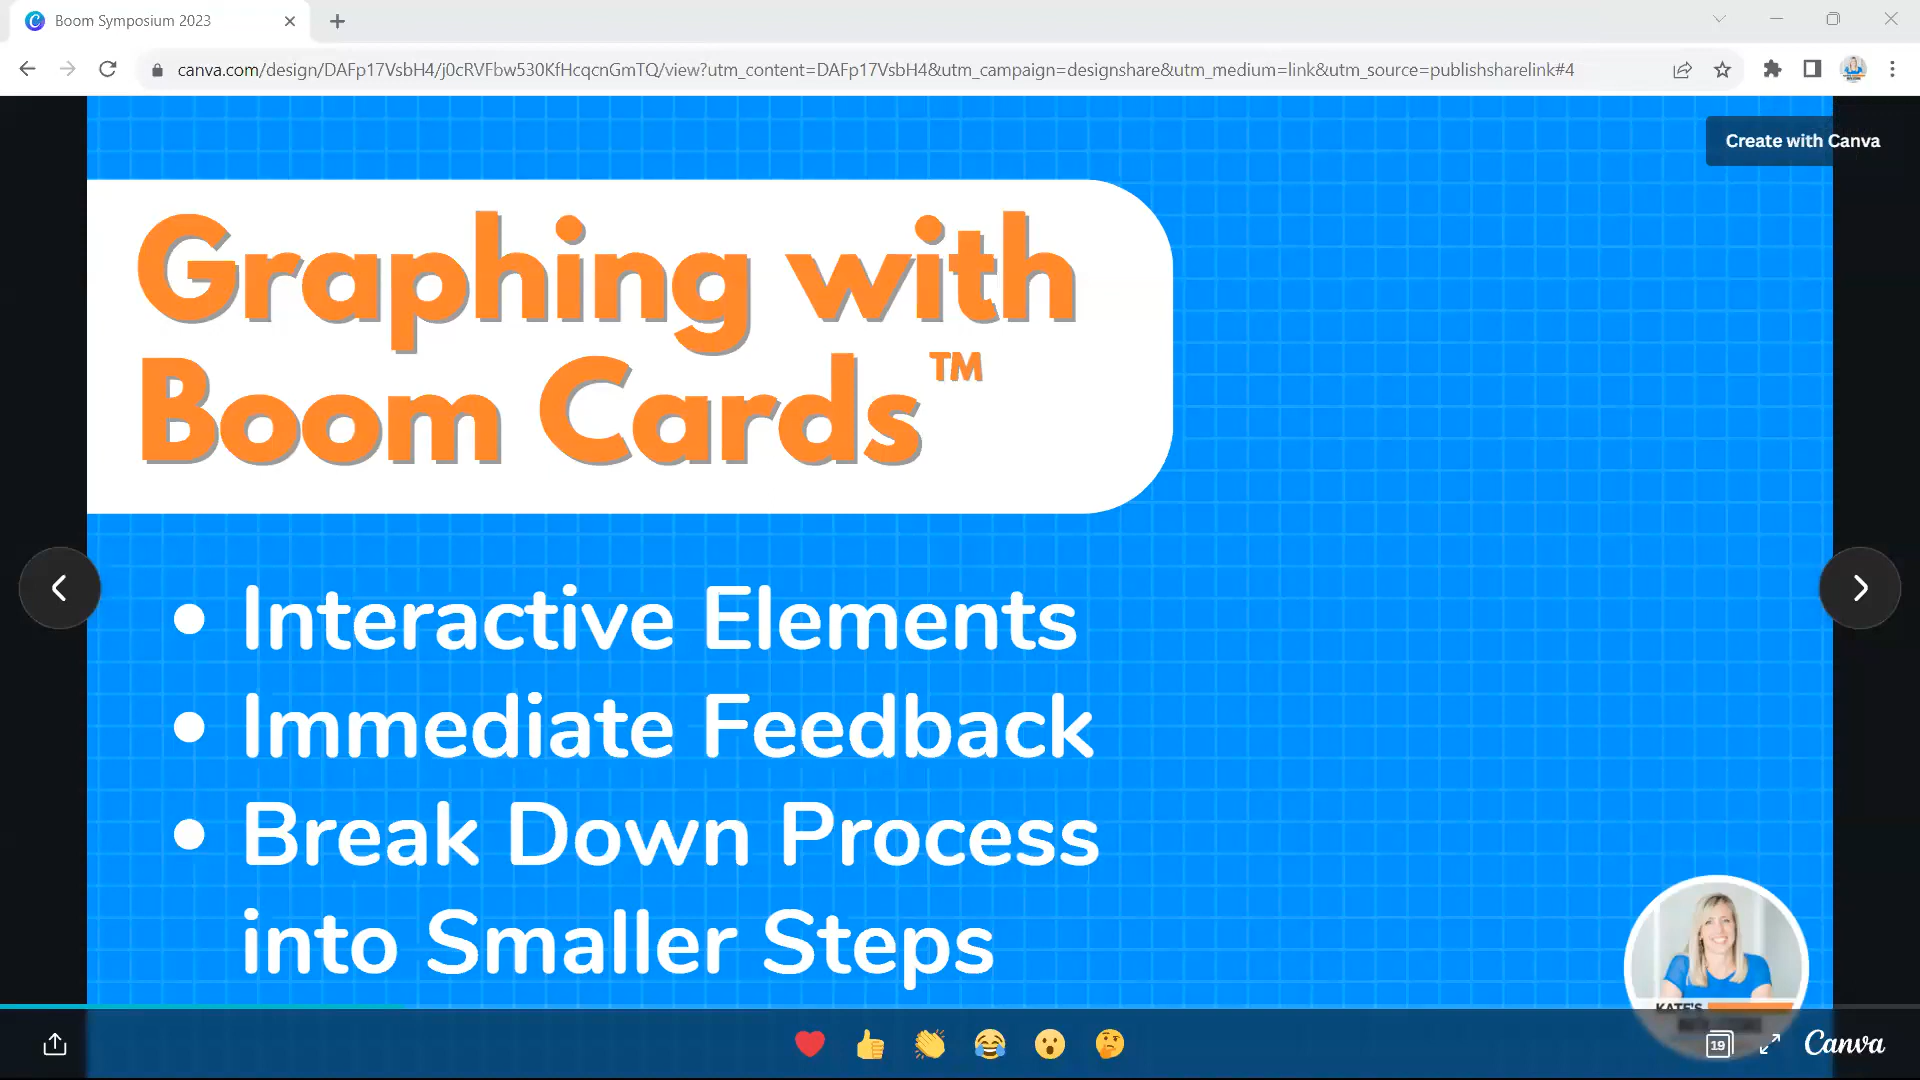 Boom Symposium 2023
canva.com/design/DAFp17VsbH4/j0cRVFbw530KfHcqcnGmTQ/view?utm_content=DAFp17VsbH4&utm_campaign=designshare&utm_medium=link&utm_source=publishsharelink#4
Create with Canva
Graphing with
Boom Cards™
• Interactive Elements
• Immediate Feedback
• Break Down Process
into Smaller Steps
KATE'S
19
Canva